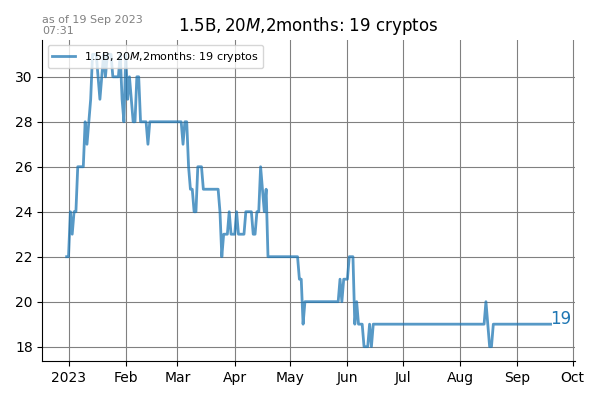 as of 19 Sep 2023
07:31
1.5B, 20M,2months: 19 cryptos
1.5B, 20M,2months: 19 cryptos
30
28
26
24
22
20
18
19
2023 Feb Mar Apr May Jun Jul Aug Sep Oct